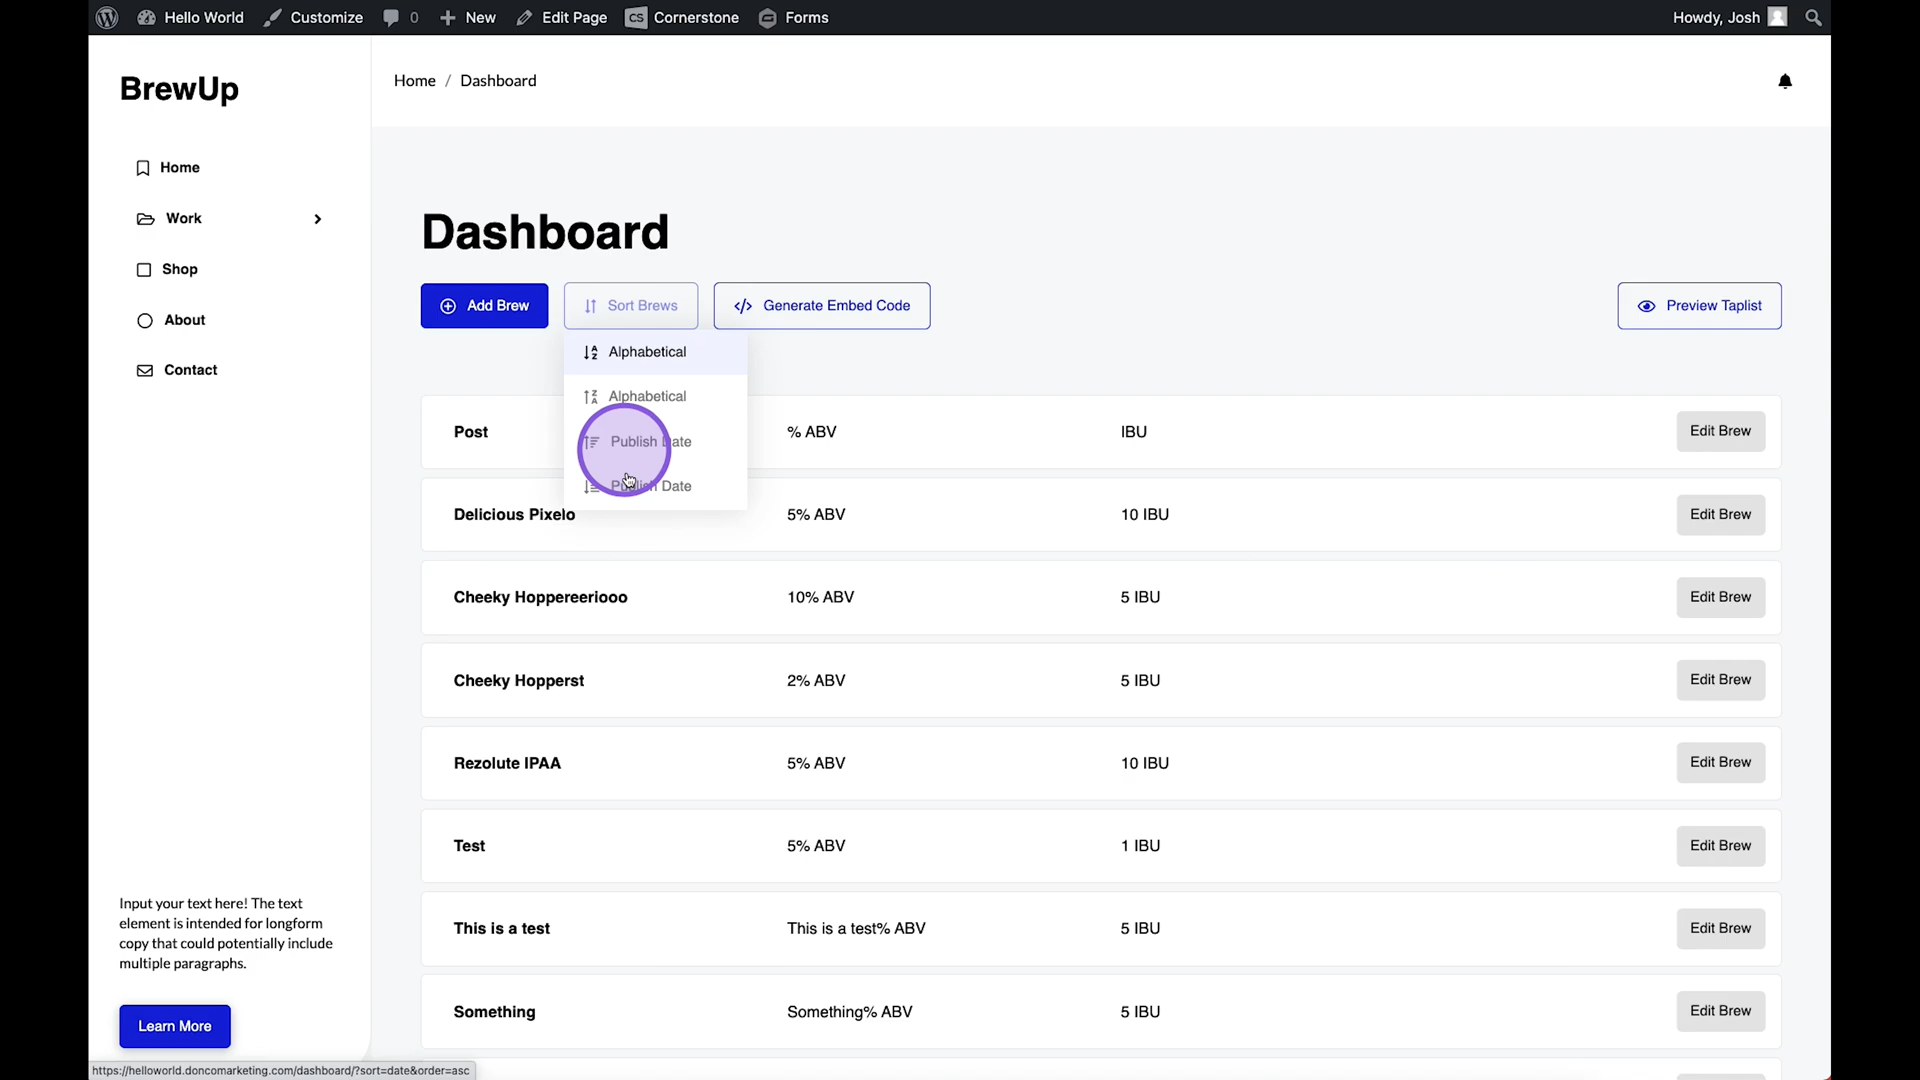 Hello World
Customize
0
New
Edit Page
CS Cornerstone
Forms
Howdy, Josh
BrewUp
Home / Dashboard
Home
Work
Shop
About
Contact
Dashboard
Add Brew
Sort Brews
Generate Embed Code
Preview Taplist
Alphabetical
Alphabetical
Publish Date
Publish Date
Post
% ABV
IBU
Edit Brew
Delicious Pixelo
5% ABV
10 IBU
Edit Brew
Cheeky Hoppereeriooo
10% ABV
5 IBU
Edit Brew
Cheeky Hopperst
2% ABV
5 IBU
Edit Brew
Rezolute IPAA
5% ABV
10 IBU
Edit Brew
Test
5% ABV
1 IBU
Edit Brew
This is a test
This is a test% ABV
5 IBU
Edit Brew
Something
Something% ABV
5 IBU
Edit Brew
Input your text here! The text
element is intended for longform
copy that could potentially include
multiple paragraphs.
Learn More
https://helloworld.doncomarketing.com/dashboard/?sort=date&order=asc